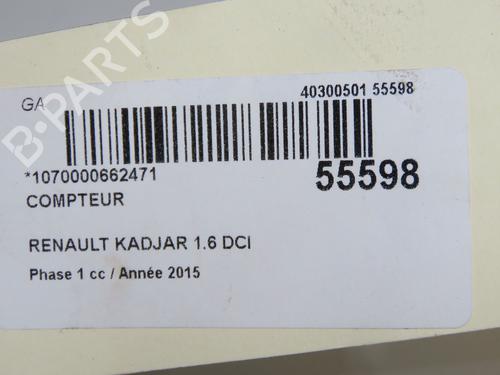 B-PARTS
GA
40300501 55598
*1070000662471
55598
COMPTEUR
RENAULT KADJAR 1.6 DCI
Phase 1 cc / Année 2015